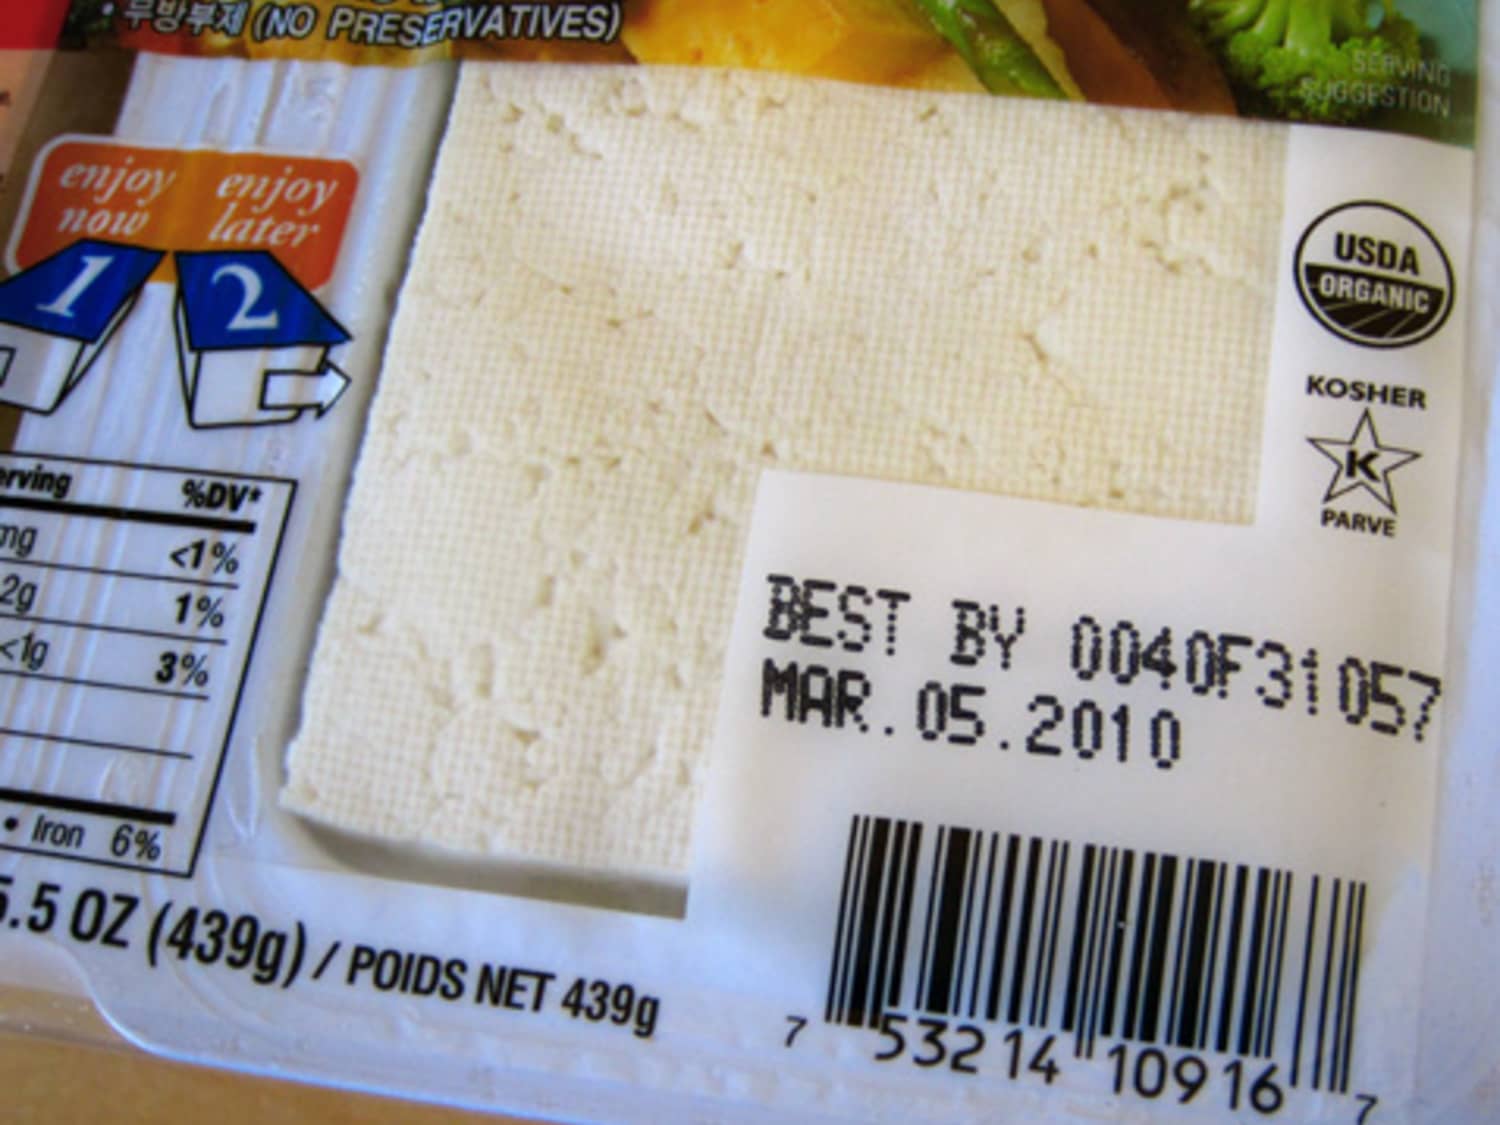 • 무방부제 (NO PRESERVATIVES)
SERVING
SUGGESTION
enjoy now
enjoy later
1 2
USDA
ORGANIC
KOSHER
K
PARVE
%DV*
mg <1%
2g 1%
<1g 3%
• Iron 6%
BEST BY 0040F31057
MAR.05.2010
5.5 OZ (439g) / POIDS NET 439g
7 53214 10916 7